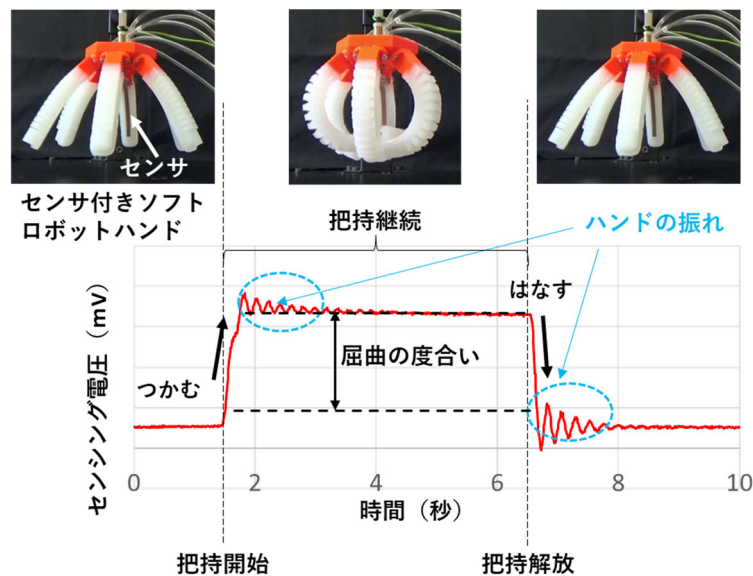 センサ
センサ付きソフト
ロボットハンド
把持継続
ハンドの振れ
はなす
つかむ
屈曲の度合い
センシング電圧（mV）
0 2 4 6 8 10
時間（秒）
把持開始
把持解放